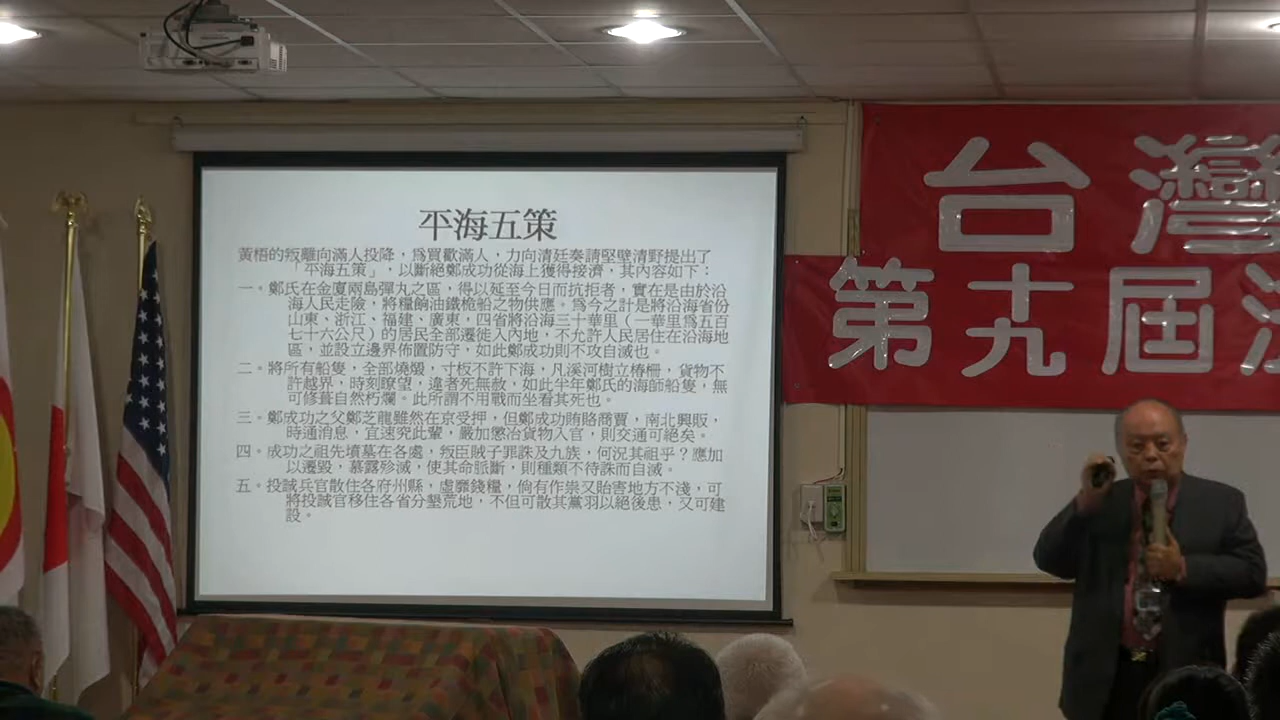 平海五策
黃梧的叛離向滿人投降，為買歡滿人，力向清廷奏請堅壁清野提出了
「平海五策」，以斷絕鄭成功從海上獲得接濟，其內容如下：
一。鄭氏在金廈兩島彈丸之區，得以延至今日而抗拒者，實在是由於沿
海人民走險，將糧餉油鐵桅船之物供應。為今之計是將沿海省份
山東、浙江、福建、廣東，四省將沿海三十華里（一華里為五百
七十六公尺）的居民全部遷徙入內地，不允許人民居住在沿海地
區，並設立邊界佈置防守，如此鄭成功則不攻自滅也。
二。將所有船隻，全部燒燬，寸板不許下海，凡溪河樹立樁柵，貨物不
許越界，時刻瞭望，違者死無赦，如此半年鄭氏的海師船隻，無
可修葺自然朽爛。此所謂不用戰而坐看其死也。
三。鄭成功之父鄭芝龍雖然在京受押，但鄭成功賄賂商賈，南北興販，
時通消息，宜速究此輩，嚴加懲治貨物入官，則交通可絕矣。
四。成功之祖先墳墓在各處，叛臣賊子罪誅及九族，何況其祖乎？應加
以遷毀，暴露殄滅，使其命脈斷，則種類不待誅而自滅。
五。投誠兵官散住各府州縣，虛靡錢糧，倘有作祟又貽害地方不淺，可
將投誠官移住各省分墾荒地，不但可散其黨羽以絕後患，又可建
設。
台灣
第十九屆